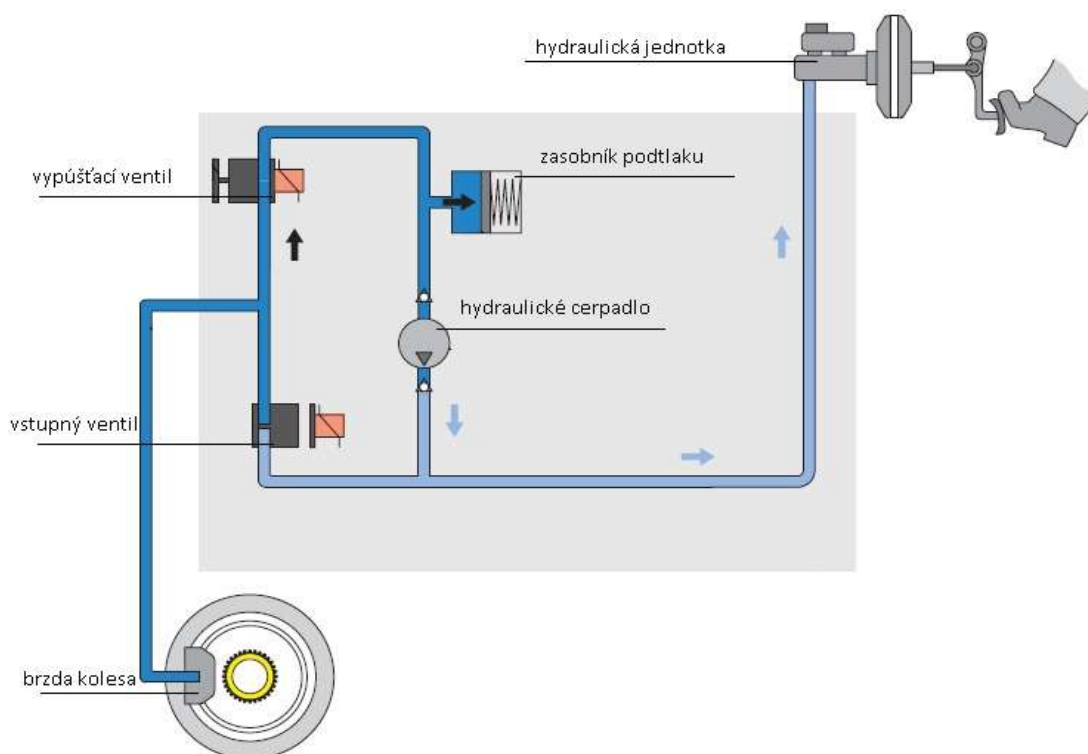 hydraulická jednotka
vypúšťací ventil
zasobník podtlaku
hydraulické cerpadlo
vstupný ventil
brzda kolesa